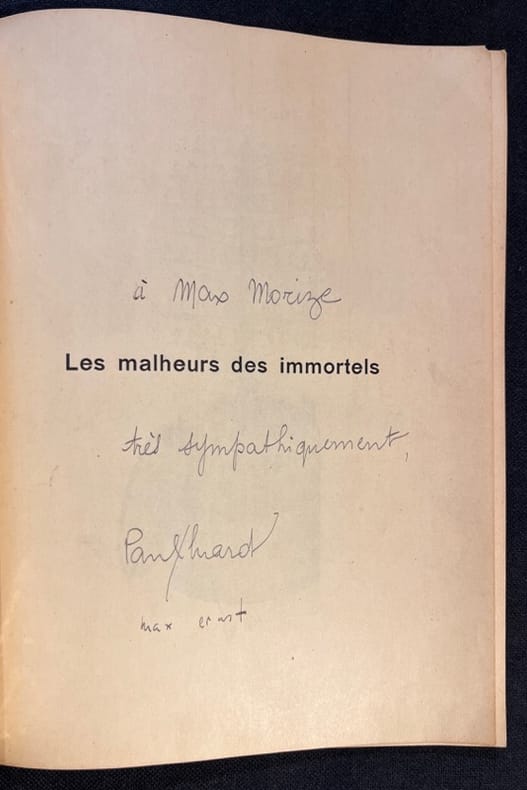 à Max Morize
Les malheurs des immortels
très sympathiquement,
Paul Eluard
max ernst